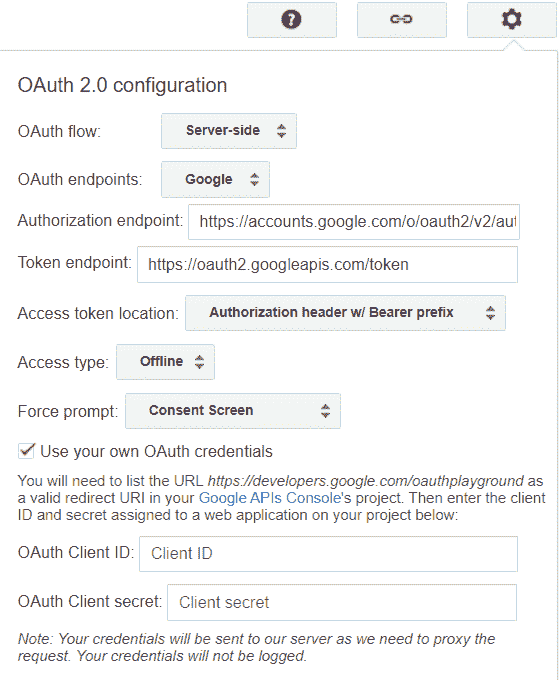 OAuth 2.0 configuration
OAuth flow: Server-side
OAuth endpoints: Google
Authorization endpoint: https://accounts.google.com/o/oauth2/v2/aut
Token endpoint: https://oauth2.googleapis.com/token
Access token location: Authorization header w/ Bearer prefix
Access type: Offline
Force prompt: Consent Screen
Use your own OAuth credentials
You will need to list the URL https://developers.google.com/oauthplayground as
a valid redirect URI in your Google APIs Console's project. Then enter the client
ID and secret assigned to a web application on your project below:
OAuth Client ID: Client ID
OAuth Client secret: Client secret
Note: Your credentials will be sent to our server as we need to proxy the
request. Your credentials will not be logged.